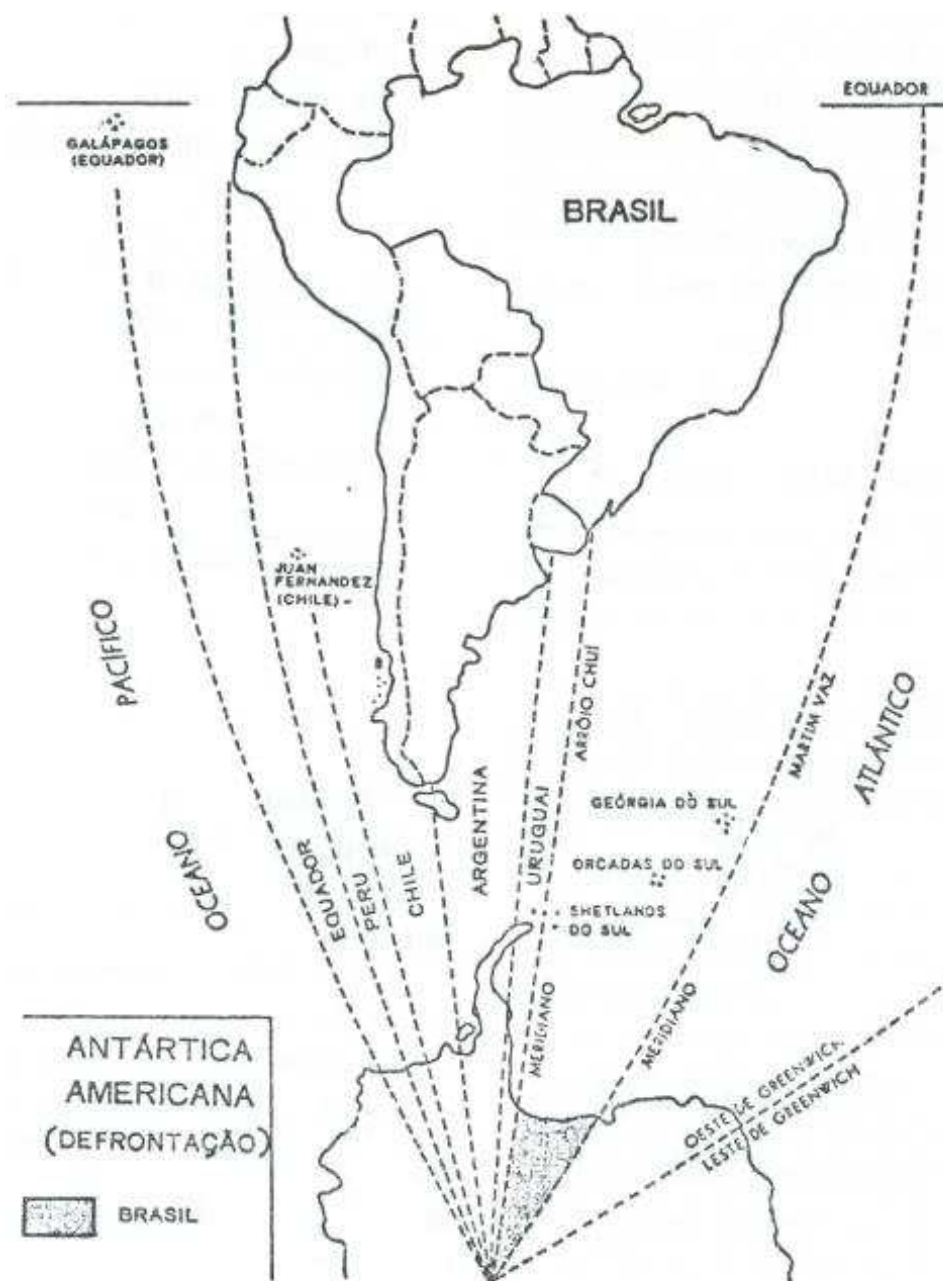 EQUADOR
GALÁPAGOS
(EQUADOR)
BRASIL
JUAN
FERNANDEZ
(CHILE)
PACÍFICO
OCEANO
EQUADOR
PERU
CHILE
ARGENTINA
URUGUAI
MERIDIANO
ARRÓIO CHUÍ
MERIDIANO
MARTIM VAZ
ATLÂNTICO
OCEANO
GEÓRGIA DO SUL
ORCADAS DO SUL
SHETLANDS
DO SUL
OESTE DE GREENWICH
LESTE DE GREENWICH
ANTÁRTICA
AMERICANA
(DEFRONTAÇÃO)
BRASIL